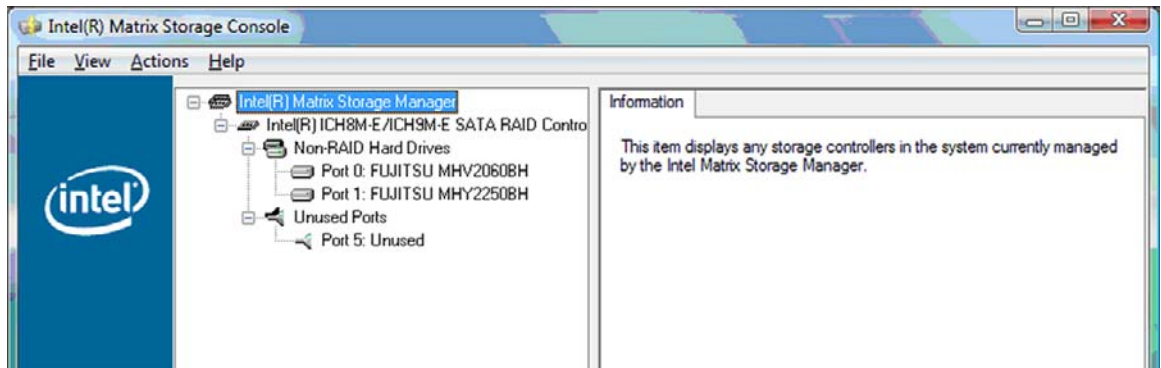 Intel(R) Matrix Storage Console
File View Actions Help
Intel(R) Matrix Storage Manager
Intel(R) ICH8M-E/ICH9M-E SATA RAID Contro
Non-RAID Hard Drives
Port 0: FUJITSU MHV2060BH
Port 1: FUJITSU MHY2250BH
Unused Ports
Port 5: Unused
intel
Information
This item displays any storage controllers in the system currently managed
by the Intel Matrix Storage Manager.